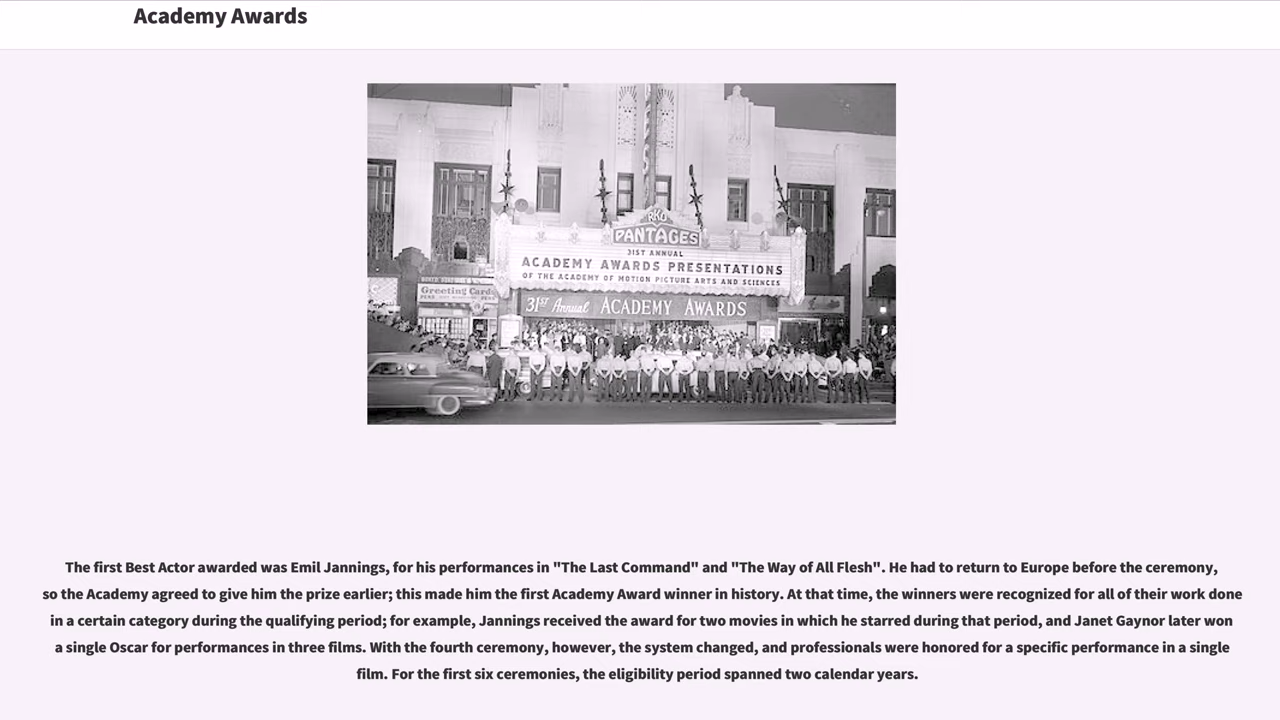 Academy Awards
RKO
PANTAGES
31ST ANNUAL
ACADEMY AWARDS PRESENTATIONS
OF THE ACADEMY OF MOTION PICTURE ARTS AND SCIENCES
Greeting Cards
31ST Annual ACADEMY AWARDS
The first Best Actor awarded was Emil Jannings, for his performances in "The Last Command" and "The Way of All Flesh". He had to return to Europe before the ceremony,
so the Academy agreed to give him the prize earlier; this made him the first Academy Award winner in history. At that time, the winners were recognized for all of their work done
in a certain category during the qualifying period; for example, Jannings received the award for two movies in which he starred during that period, and Janet Gaynor later won
a single Oscar for performances in three films. With the fourth ceremony, however, the system changed, and professionals were honored for a specific performance in a single
film. For the first six ceremonies, the eligibility period spanned two calendar years.